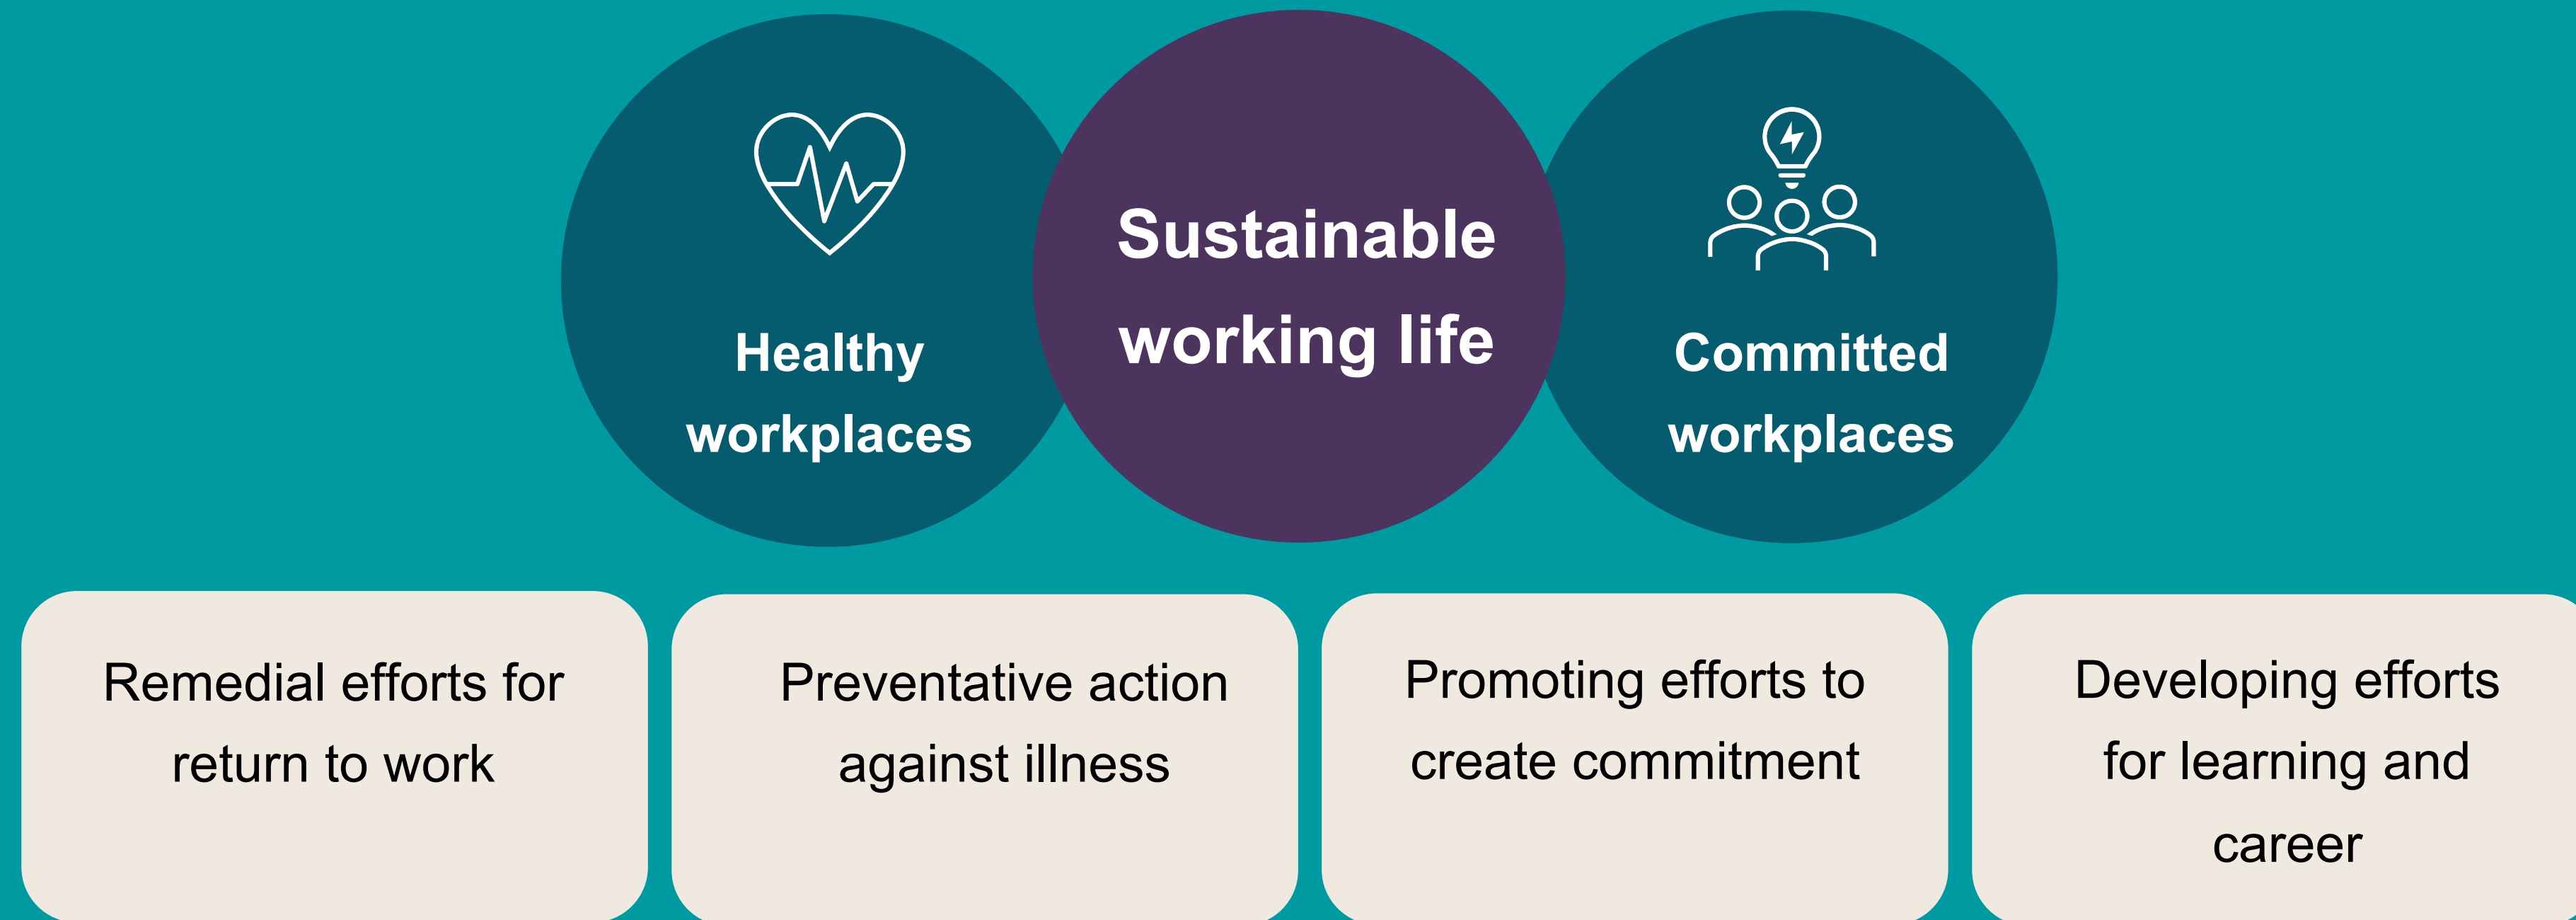 Healthy
workplaces
Sustainable
working life
Committed
workplaces
Remedial efforts for
return to work
Preventative action
against illness
Promoting efforts to
create commitment
Developing efforts
for learning and
career